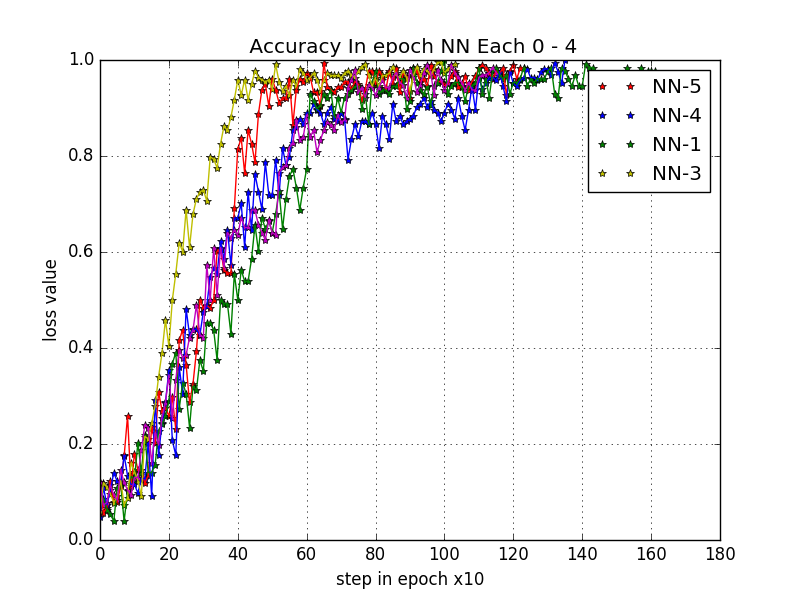 Accuracy In epoch NN Each 0 - 4
1.0
0.8
0.6
0.4
0.2
0.0
loss value
NN-5
NN-4
NN-1
NN-3
0 20 40 60 80 100 120 140 160 180
step in epoch x10